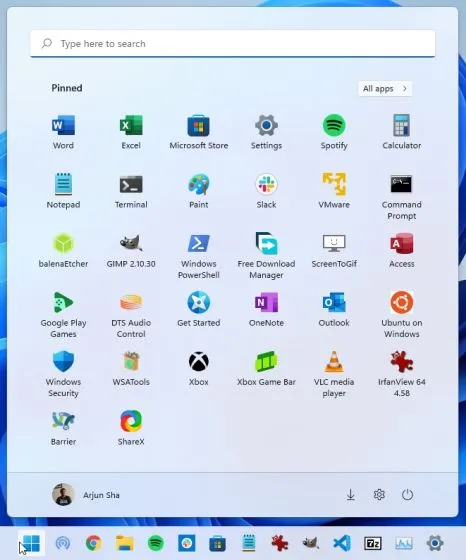 Type here to search
Pinned
All apps
Word Excel Microsoft Store Settings Spotify Calculator
Notepad Terminal Paint Slack VMware Command
Prompt
balenaEtcher GIMP 2.10.30 Windows Free Download ScreenToGif Access
PowerShell Manager
Google Play DTS Audio Get Started OneNote Outlook Ubuntu on
Games Control Windows
Windows WSATools Xbox Xbox Game Bar VLC media IrfanView 64
Security player 4.58
Barrier ShareX
Arjun Sha
7z